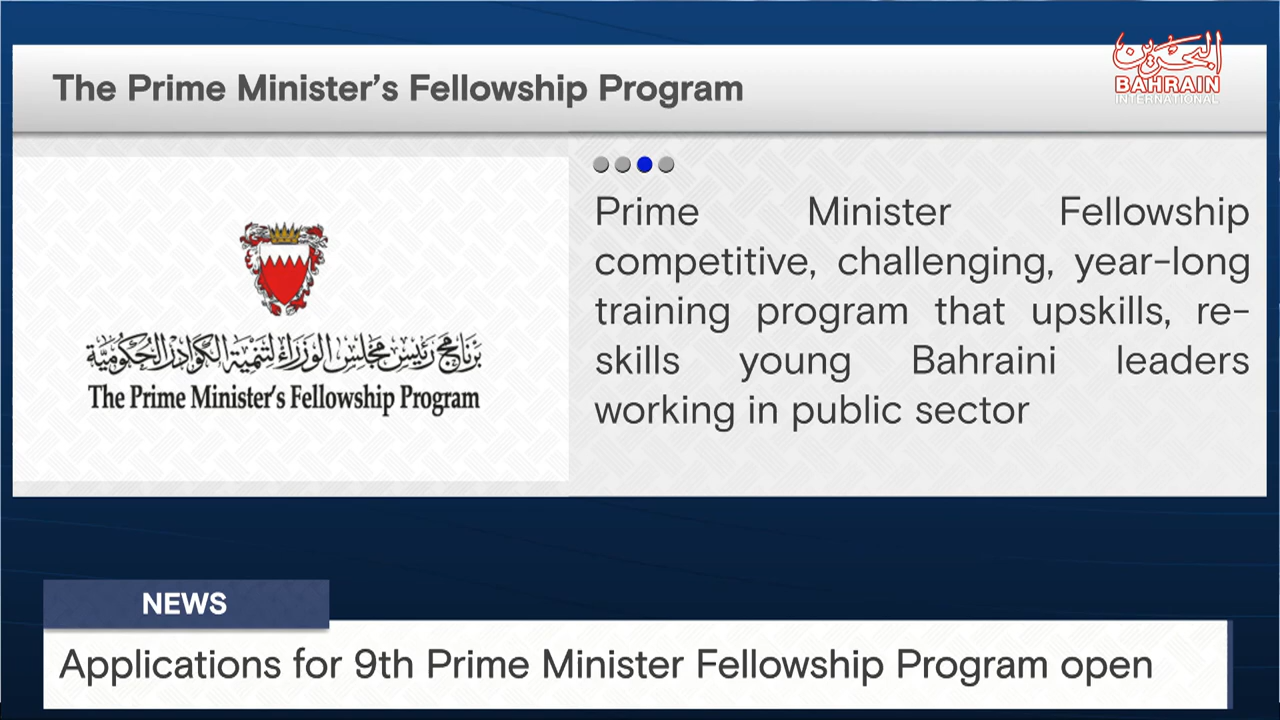 The Prime Minister's Fellowship Program
البحرين
BAHRAIN
INTERNATIONAL
برنامج رئيس مجلس الوزراء لتنمية الكوادر الحكومية
The Prime Minister's Fellowship Program
Prime Minister Fellowship
competitive, challenging, year-long
training program that upskills, re-
skills young Bahraini leaders
working in public sector
NEWS
Applications for 9th Prime Minister Fellowship Program open